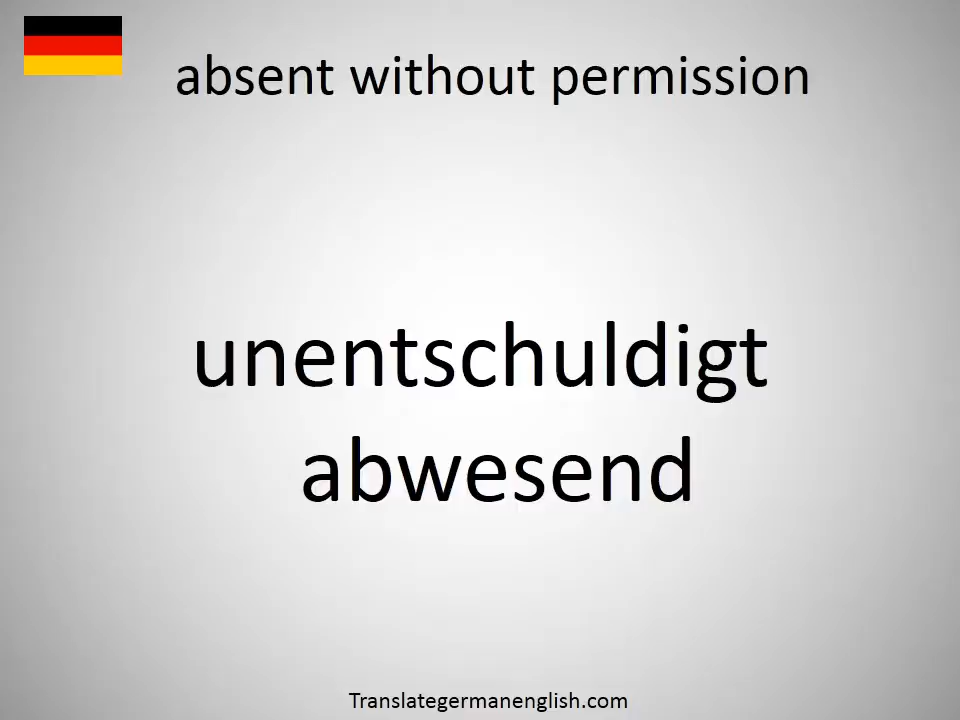 absent without permission
unentschuldigt
abwesend
Translategermanenglish.com